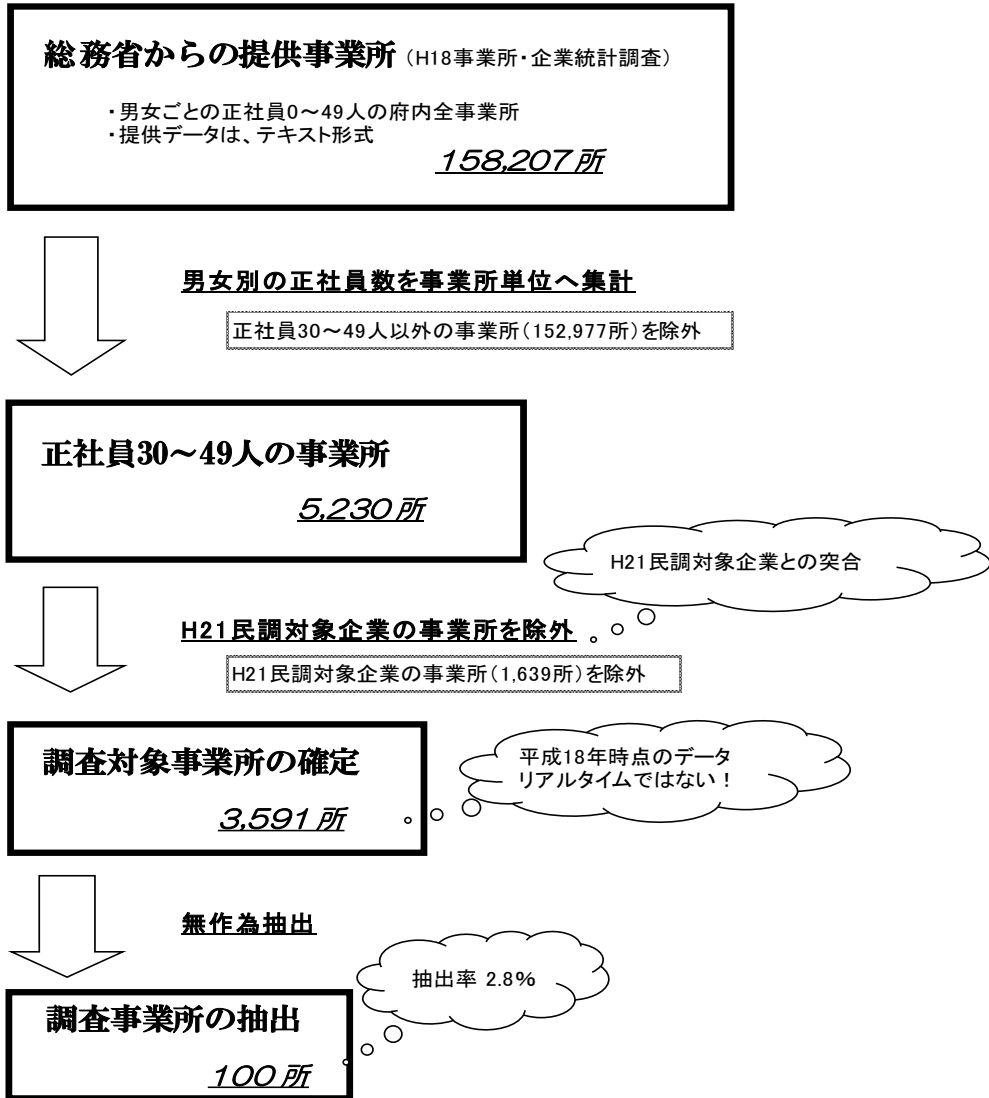 総務省からの提供事業所（H18事業所・企業統計調査）
・男女ごとの正社員0～49人の府内全事業所
・提供データは、テキスト形式
158,207所
男女別の正社員数を事業所単位へ集計
正社員30～49人以外の事業所（152,977所）を除外
正社員30～49人の事業所
5,230所
H21民調対象企業との突合
H21民調対象企業の事業所を除外
H21民調対象企業の事業所（1,639所）を除外
調査対象事業所の確定
3,591所
平成18年時点のデータ
リアルタイムではない！
無作為抽出
抽出率 2.8%
調査事業所の抽出
100所